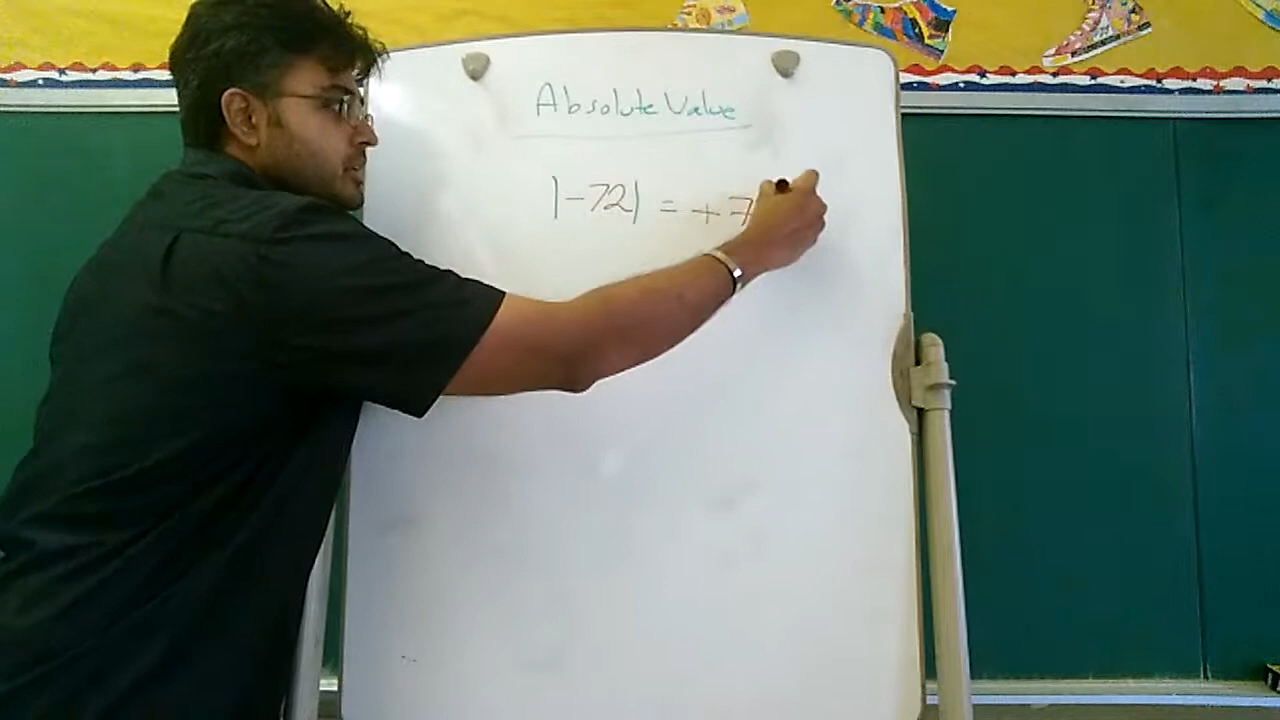 Absolute Value
|-72| = +7